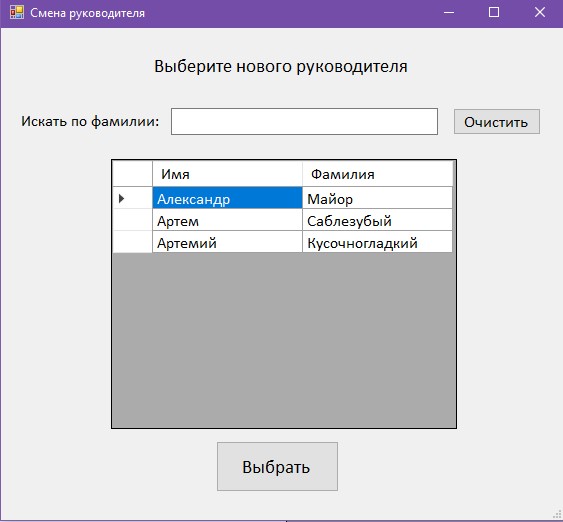 Смена руководителя
Выберите нового руководителя
Искать по фамилии: Очистить
Имя Фамилия
Александр Майор
Артем Саблезубый
Артемий Кусочногладкий
Выбрать